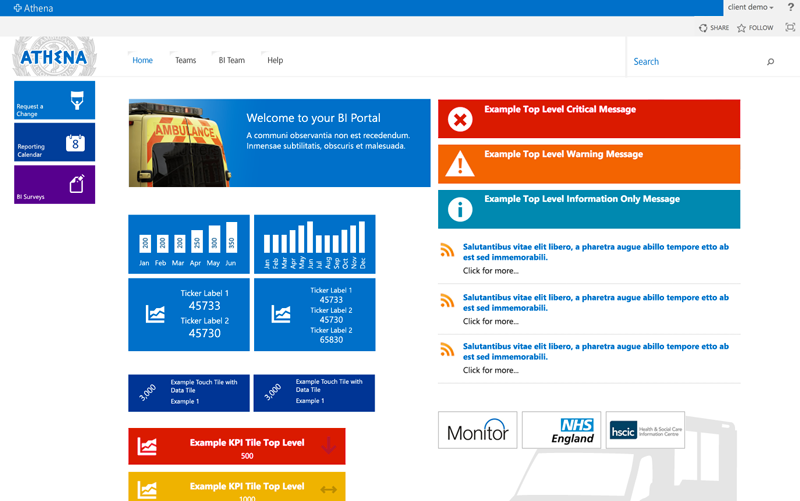 Athena
client demo
?
SHARE
FOLLOW
ATHENA
Home
Teams
BI Team
Help
Search
Request a
Change
8
Reporting
Calendar
BI Surveys
AMBULANCE
Welcome to your BI Portal
A communi observantia non est recedendum.
Inmensae subtilitatis, obscuris et malesuada.
Example Top Level Critical Message
Example Top Level Warning Message
Example Top Level Information Only Message
200 200 200 250 300 350
Jan Feb Mar Apr May Jun
Jan Feb Mar Apr May Jun Jul Aug Sep Oct Nov Dec
Ticker Label 1
45733
Ticker Label 2
45730
Ticker Label 1
45733
Ticker Label 2
45730
Ticker Label 3
65830
Salutantibus vitae elit libero, a pharetra augue abillo tempore etto ab
est sed immemorabili.
Click for more...
Salutantibus vitae elit libero, a pharetra augue abillo tempore etto ab
est sed immemorabili.
Click for more...
Salutantibus vitae elit libero, a pharetra augue abillo tempore etto ab
est sed immemorabili.
Click for more...
3,000
Example Touch Tile with
Data Tile
Example 1
3,000
Example Touch Tile with
Data Tile
Example 1
Example KPI Tile Top Level
500
Example KPI Tile Top Level
1000
Monitor
NHS
England
hscic
Health & Social Care
Information Centre